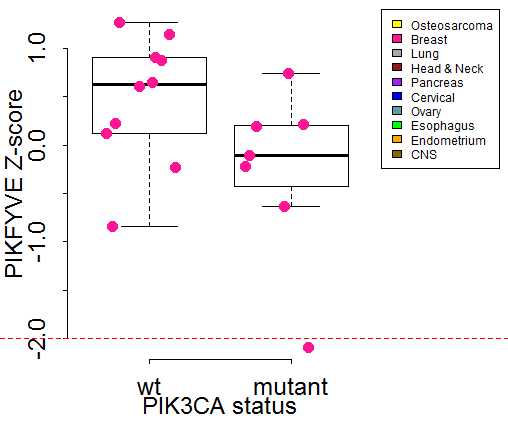 PIKFYVE Z-score
1.0
0.0
-1.0
-2.0
wt mutant
PIK3CA status
Osteosarcoma
Breast
Lung
Head & Neck
Pancreas
Cervical
Ovary
Esophagus
Endometrium
CNS